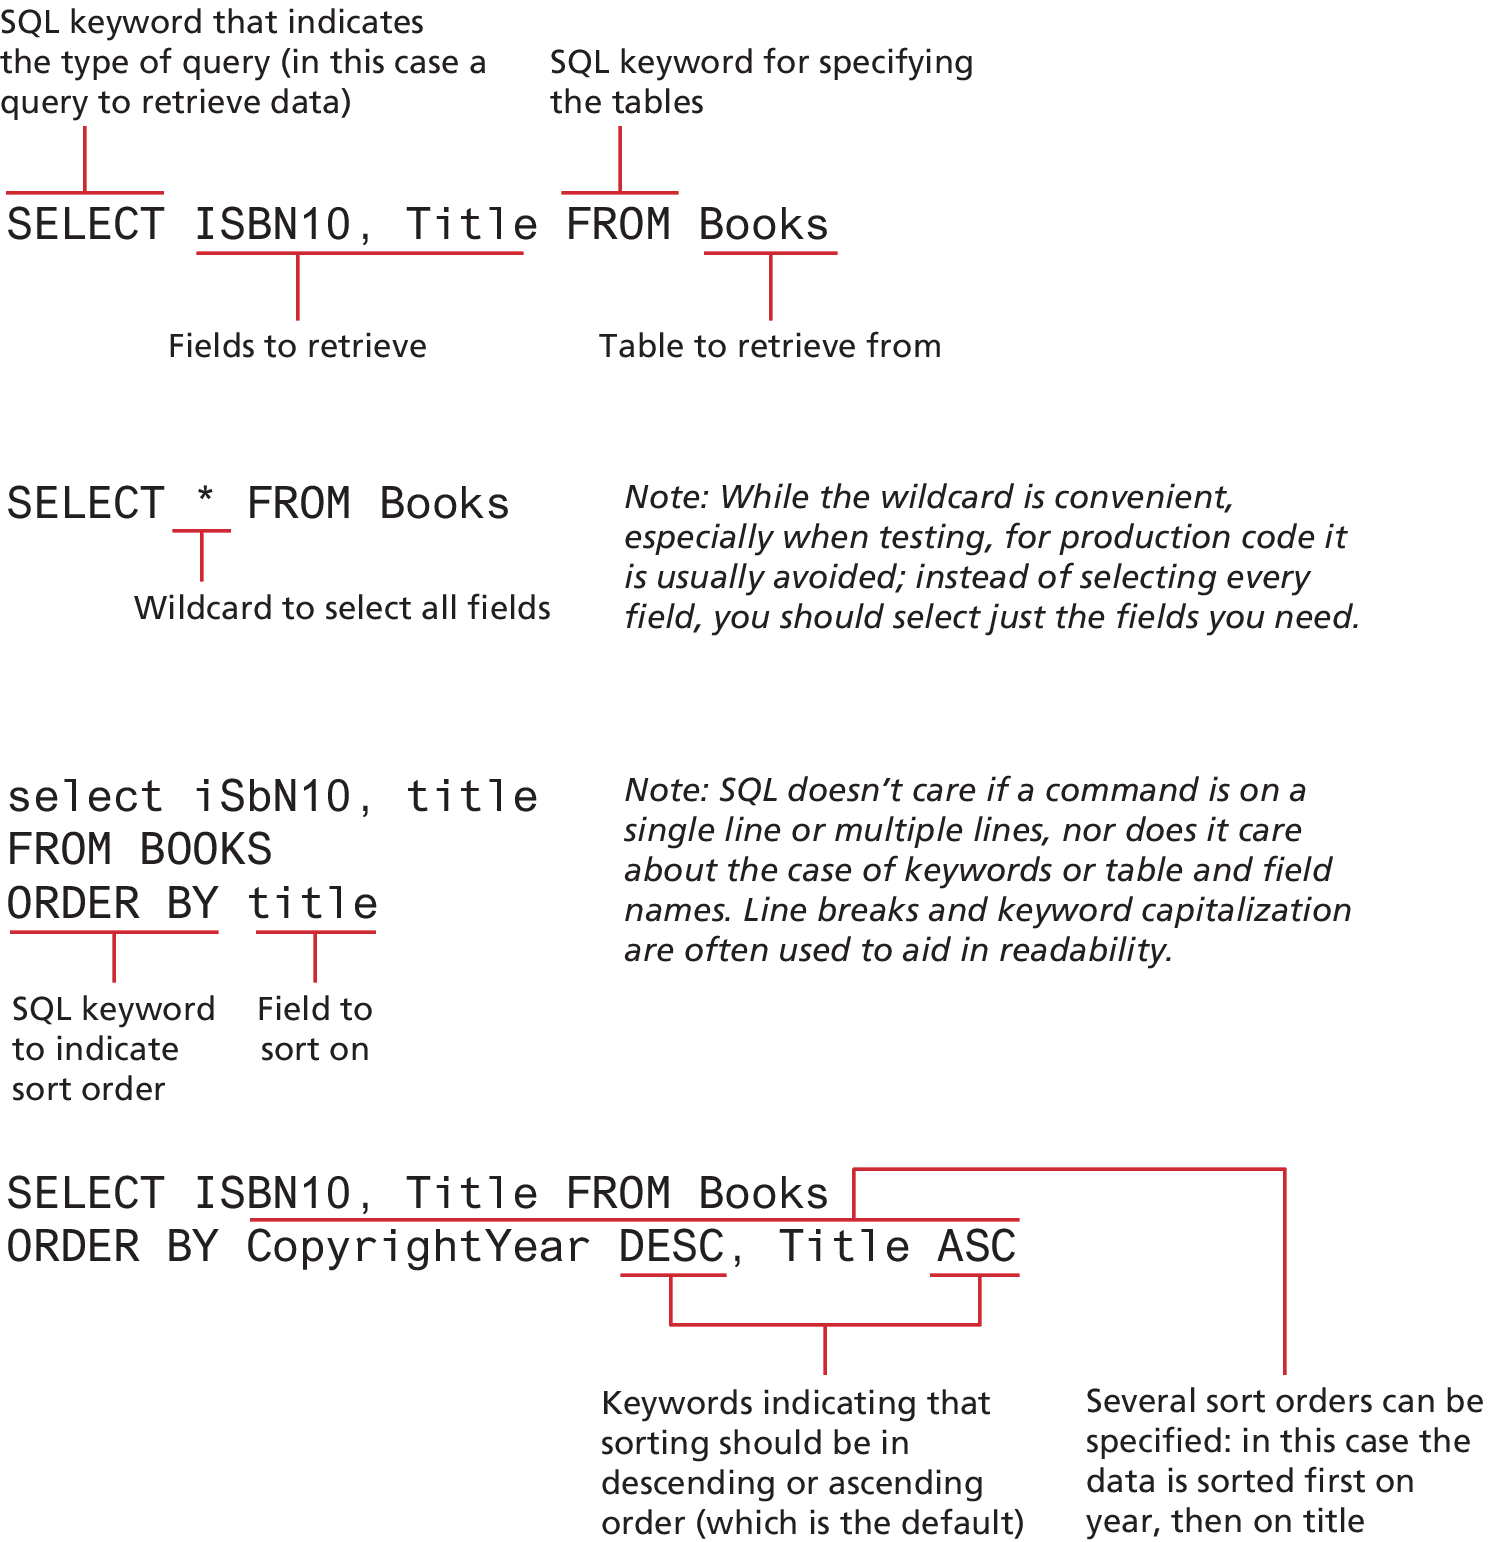 SQL keyword that indicates
the type of query (in this case a
query to retrieve data)
SQL keyword for specifying
the tables
SELECT ISBN10, Title FROM Books
Fields to retrieve
Table to retrieve from
SELECT * FROM Books
Wildcard to select all fields
Note: While the wildcard is convenient,
especially when testing, for production code it
is usually avoided; instead of selecting every
field, you should select just the fields you need.
select iSbN10, title
FROM BOOKS
ORDER BY title
SQL keyword
to indicate
sort order
Field to
sort on
Note: SQL doesn’t care if a command is on a
single line or multiple lines, nor does it care
about the case of keywords or table and field
names. Line breaks and keyword capitalization
are often used to aid in readability.
SELECT ISBN10, Title FROM Books
ORDER BY CopyrightYear DESC, Title ASC
Keywords indicating that
sorting should be in
descending or ascending
order (which is the default)
Several sort orders can be
specified: in this case the
data is sorted first on
year, then on title